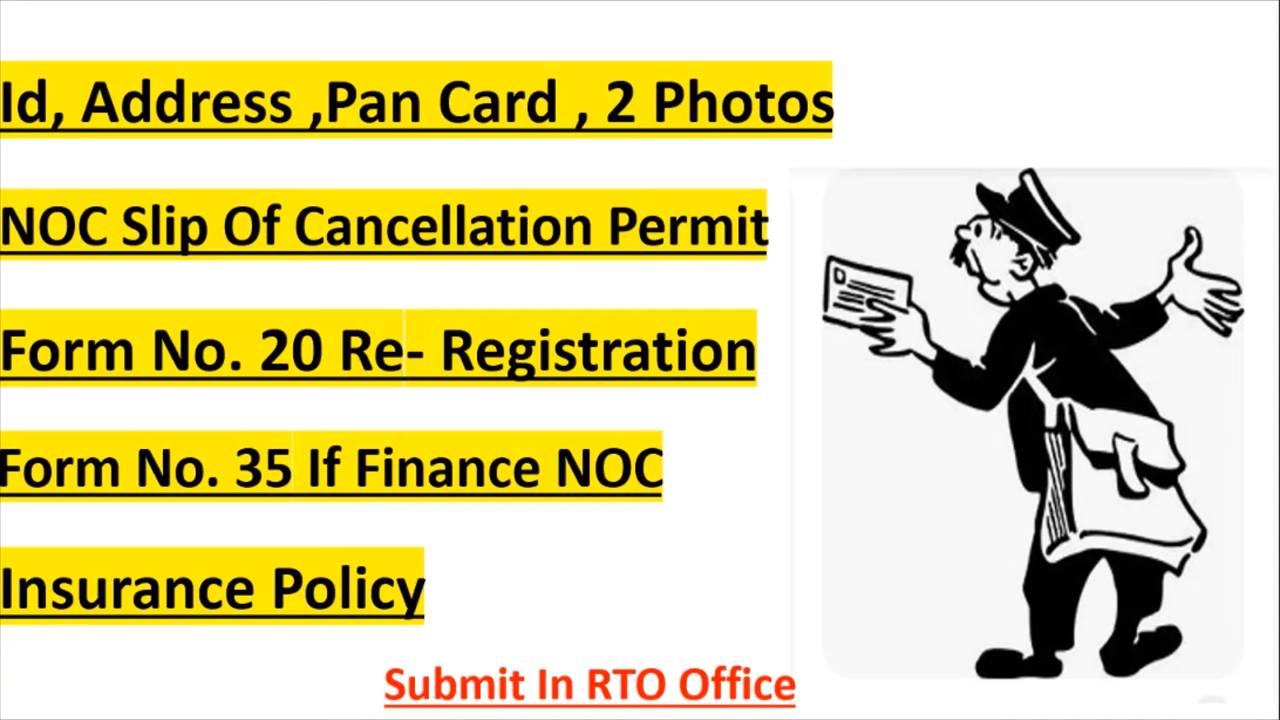 Id, Address ,Pan Card , 2 Photos
NOC Slip Of Cancellation Permit
Form No. 20 Re- Registration
Form No. 35 If Finance NOC
Insurance Policy
Submit In RTO Office